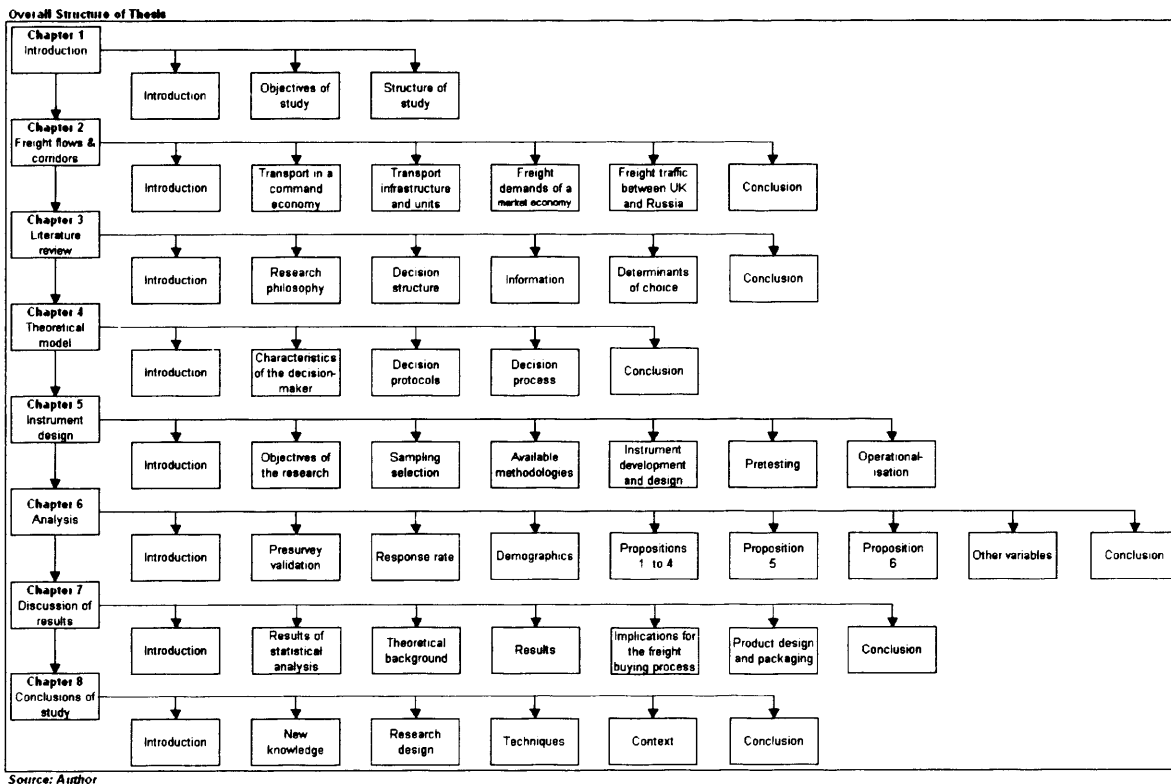 Overall Structure of Thesis
Chapter 1
Introduction
Introduction
Objectives of
study
Structure of
study
Chapter 2
Freight flows &
corridors
Introduction
Transport in a
command
economy
Transport
infrastructure
and units
Freight
demands of a
market economy
Freight traffic
between UK
and Russia
Conclusion
Chapter 3
Literature
review
Introduction
Research
philosophy
Decision
structure
Information
Determinants
of choice
Conclusion
Chapter 4
Theoretical
model
Introduction
Characteristics
of the decision-
maker
Decision
protocols
Decision
process
Conclusion
Chapter 5
Instrument
design
Introduction
Objectives of
the research
Sampling
selection
Available
methodologies
Instrument
development
and design
Pretesting
Operational-
isation
Chapter 6
Analysis
Introduction
Presurvey
validation
Response rate
Demographics
Propositions
1 to 4
Proposition
5
Proposition
6
Other variables
Conclusion
Chapter 7
Discussion of
results
Introduction
Results of
statistical
analysis
Theoretical
background
Results
Implications for
the freight
buying process
Product design
and packaging
Conclusion
Chapter 8
Conclusions of
study
Introduction
New
knowledge
Research
design
Techniques
Context
Conclusion
Source: Author